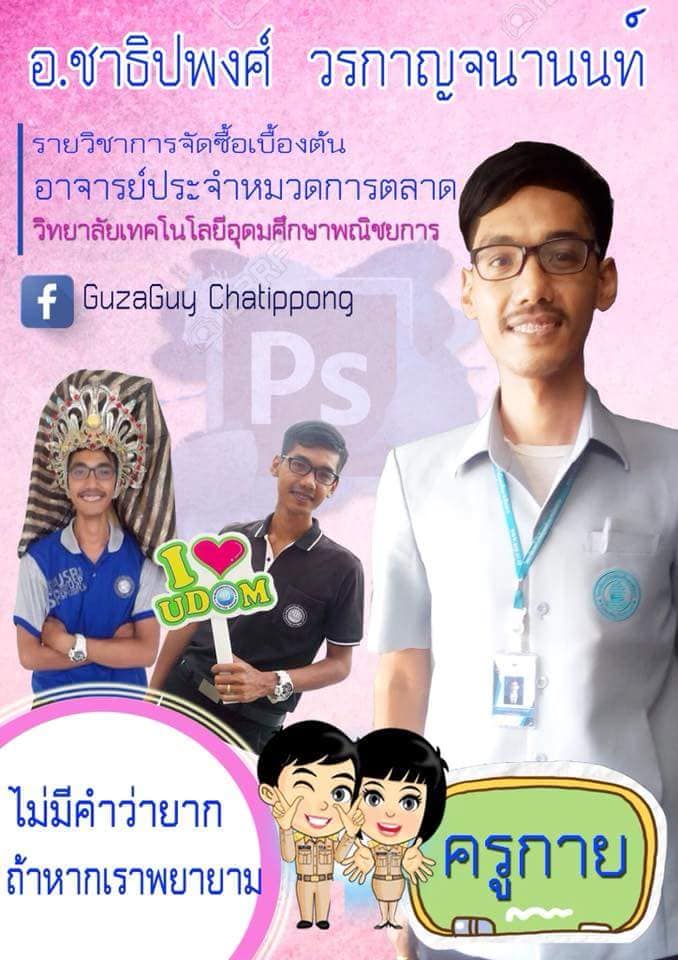 อ.ชาธิปพงศ์ วรกาญจนานนท์
รายวิชาการจัดซื้อเบื้องต้น
อาจารย์ประจำหมวดการตลาด
วิทยาลัยเทคโนโลยีอุดมศึกษาพณิชยการ
f GuzaGuy Chatippong
Ps
I
UDOM
ไม่มีคำว่ายาก
ถ้าหากเราพยายาม
ครูกาย